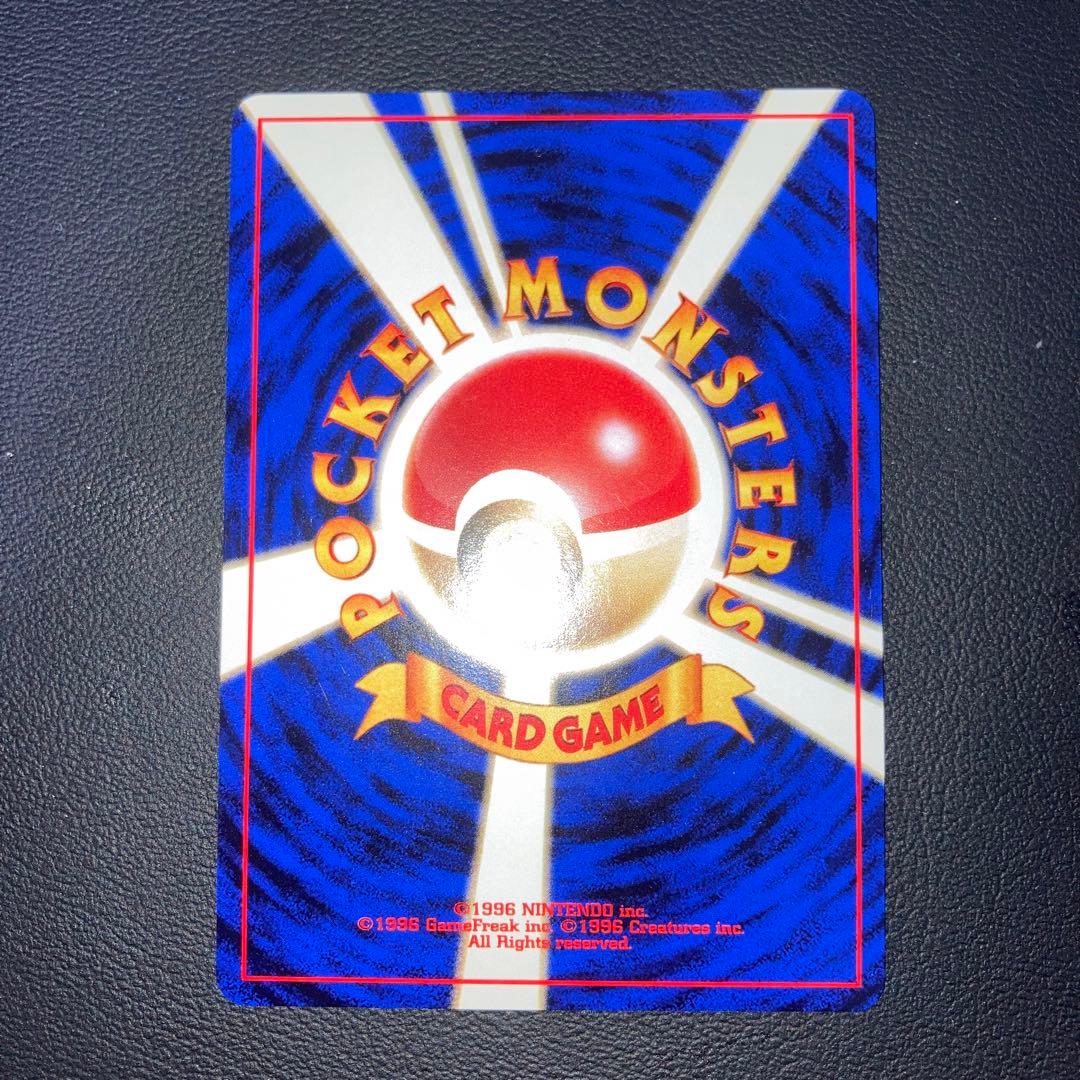 POCKET MONSTERS
CARD GAME
©1996 NINTENDO inc.
©1996 GameFreak inc. ©1996 Creatures inc.
All Rights reserved.